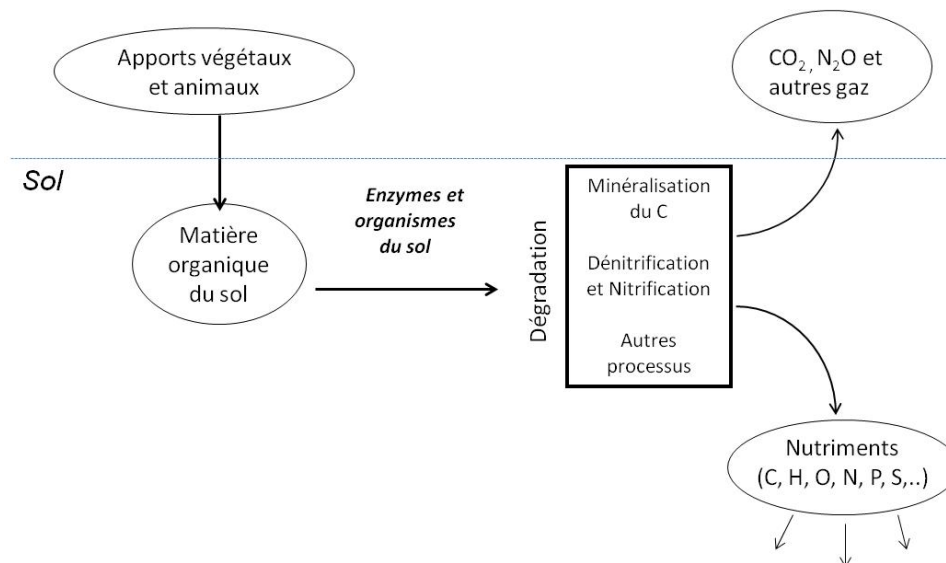 Apports végétaux
et animaux
CO₂, N₂O et
autres gaz
Sol
Enzymes et
organismes
du sol
Matière
organique
du sol
Dégradation
Minéralisation
du C
Dénitrification
et Nitrification
Autres
processus
Nutriments
(C, H, O, N, P, S,..)